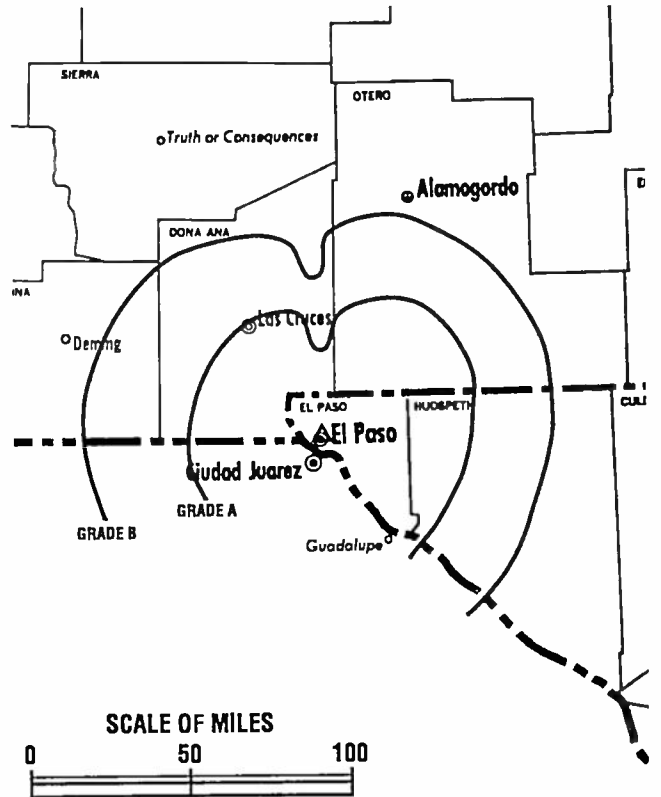 SIERRA
OTERO
Truth or Consequences
Alamogordo
DONA ANA
Las Cruces
Deming
EL PASO
HUDSPETH
El Paso
Ciudad Juarez
GRADE A
GRADE B
Guadalupe
SCALE OF MILES
0 50 100